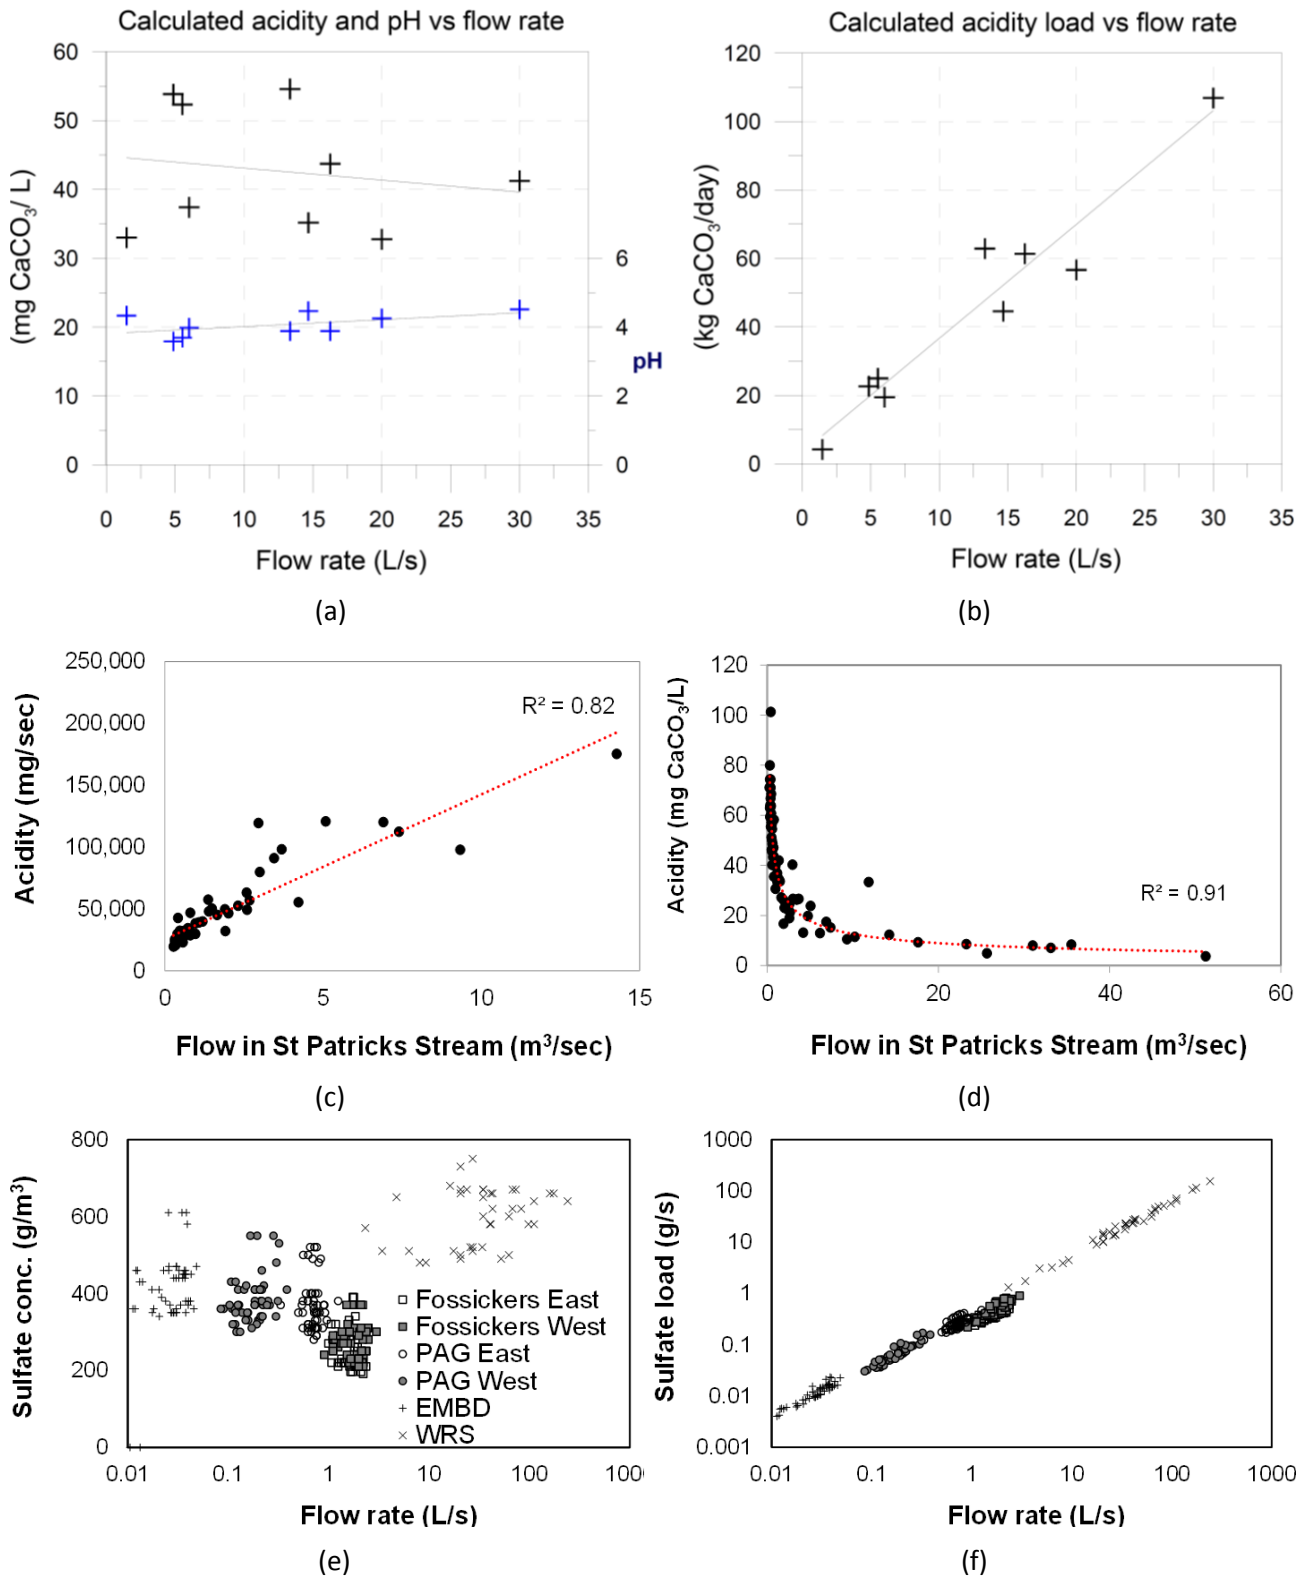 Calculated acidity and pH vs flow rate
60
50
40
30
20
10
0
(mg CaCO₃/ L)
6
4
2
0
pH
0 5 10 15 20 25 30 35
Flow rate (L/s)
(a)
Calculated acidity load vs flow rate
120
100
80
60
40
20
0
(kg CaCO₃/day)
0 5 10 15 20 25 30 35
Flow rate (L/s)
(b)
250,000
200,000
150,000
100,000
50,000
0
Acidity (mg/sec)
R² = 0.82
0 5 10 15
Flow in St Patricks Stream (m³/sec)
(c)
120
100
80
60
40
20
0
Acidity (mg CaCO₃/L)
R² = 0.91
0 20 40 60
Flow in St Patricks Stream (m³/sec)
(d)
800
600
400
200
0
Sulfate conc. (g/m³)
Fossickers East
Fossickers West
PAG East
PAG West
EMBD
WRS
0.01 0.1 1 10 100 1000
Flow rate (L/s)
(e)
1000
100
10
1
0.1
0.01
0.001
Sulfate load (g/s)
0.01 0.1 1 10 100 1000
Flow rate (L/s)
(f)